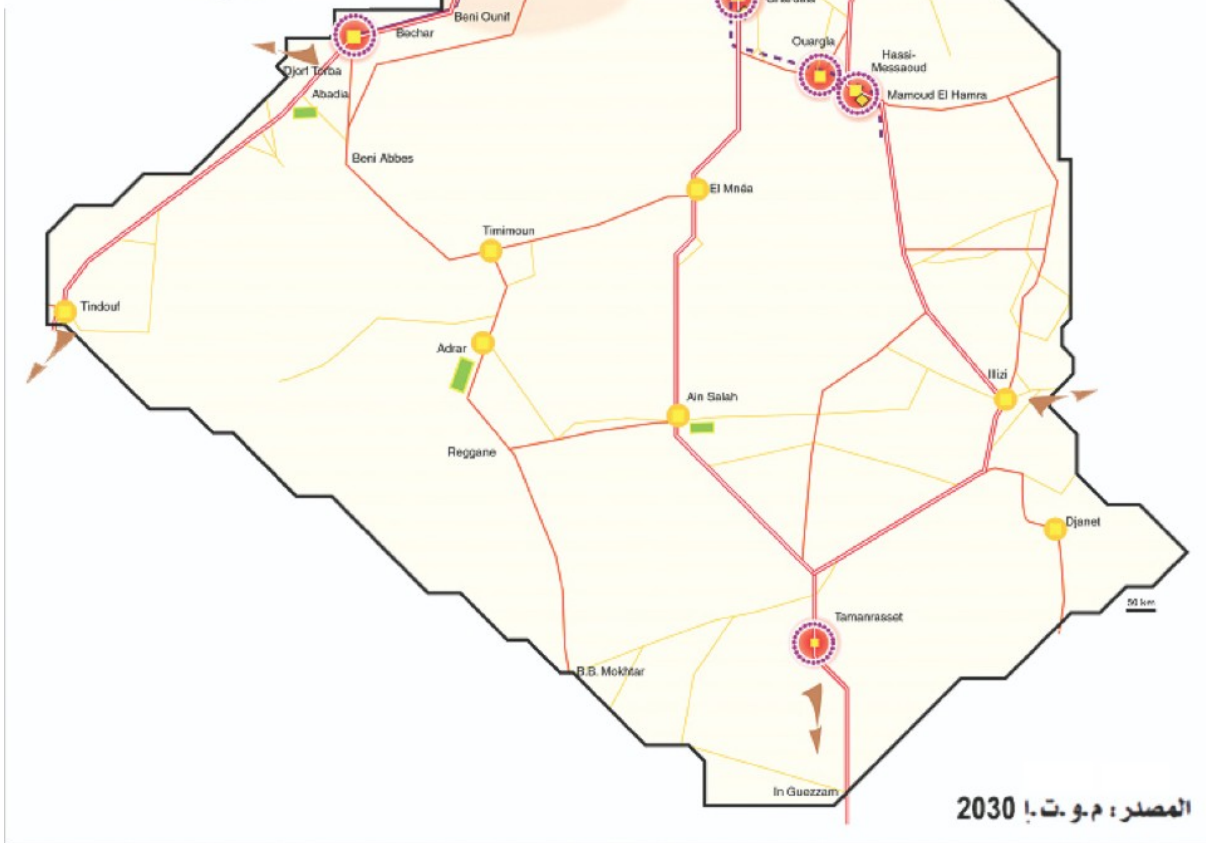 Beni Ounif
Bechar
Djorf Torba
Abadia
Beni Abbes
Ouargla
Hassi-
Messaoud
Mamoud El Hamra
El Mnéa
Timimoun
Tindouf
Adrar
Ain Salah
Illizi
Reggane
Djanet
50 km
Tamanrasset
B.B. Mokhtar
In Guezzam
المصدر: م.و.ت.إ 2030